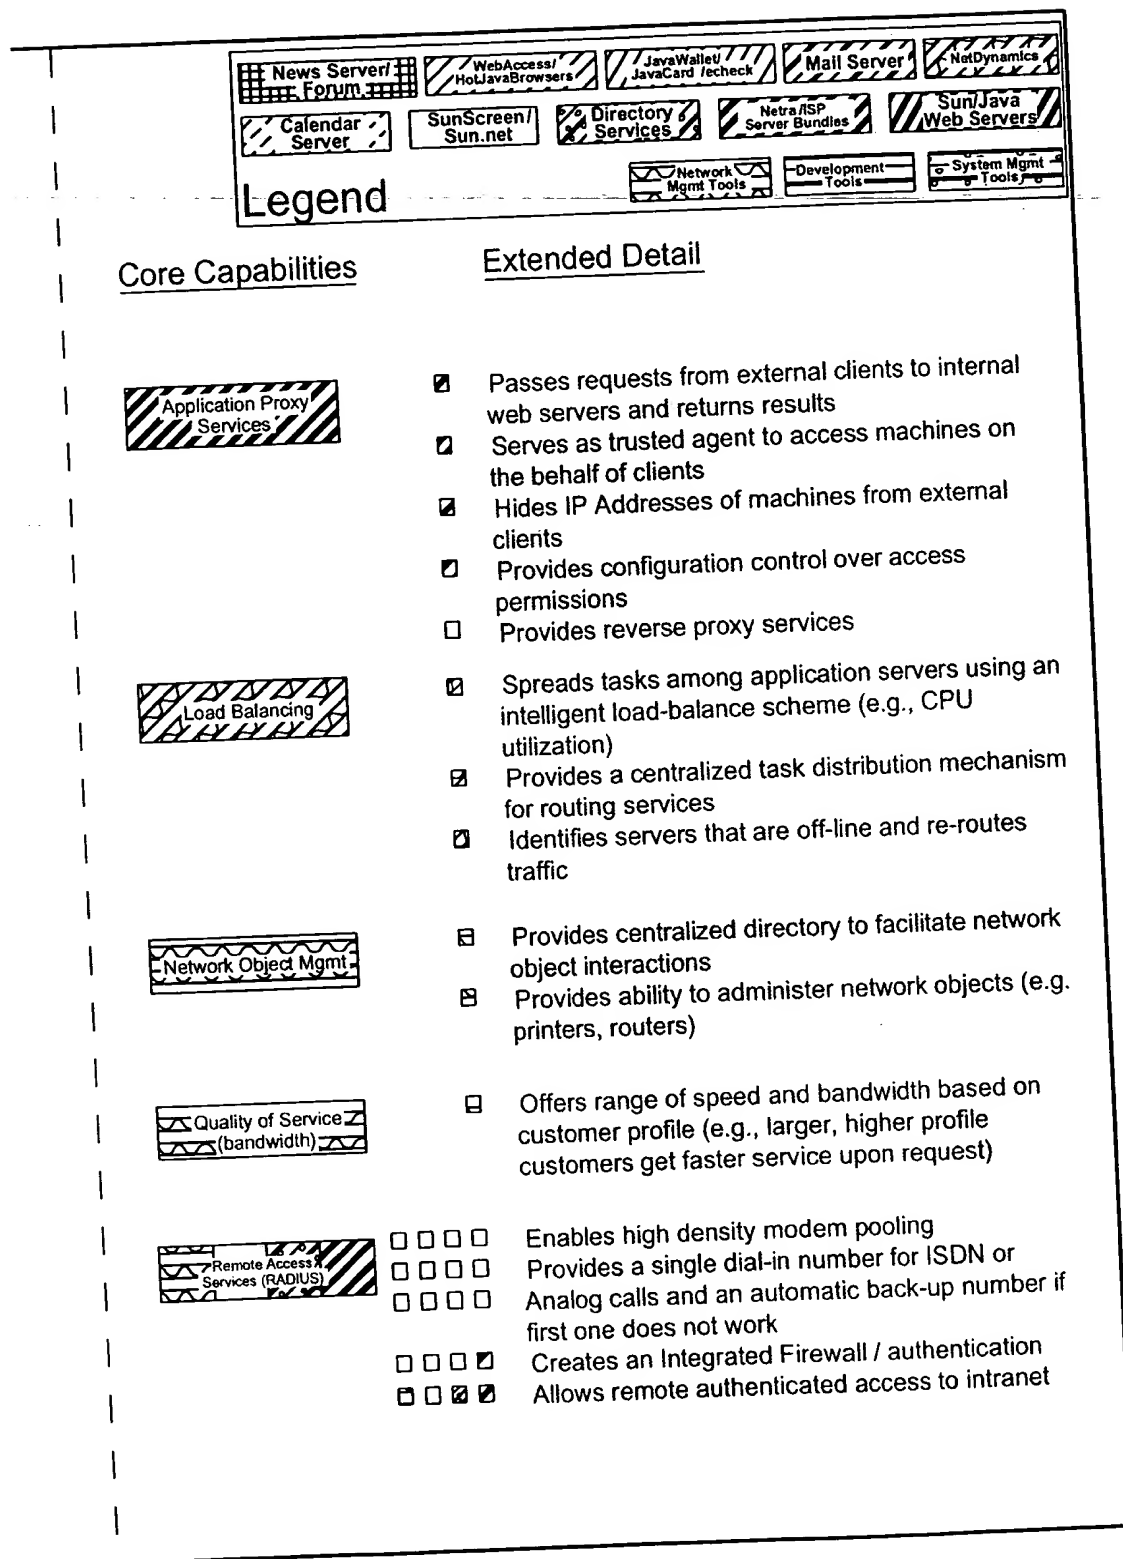 News Server/
Forum
WebAccess/
HotJavaBrowsers
JavaWallet/
JavaCard /echeck
Mail Server
NetDynamics
Calendar
Server
SunScreen/
Sun.net
Directory
Services
Netra/ISP
Server Bundles
Sun/Java
Web Servers
Network
Mgmt Tools
Development
Tools
System Mgmt
Tools
Legend
Core Capabilities
Extended Detail
Application Proxy
Services
Passes requests from external clients to internal
web servers and returns results
Serves as trusted agent to access machines on
the behalf of clients
Hides IP Addresses of machines from external
clients
Provides configuration control over access
permissions
Provides reverse proxy services
Load Balancing
Spreads tasks among application servers using an
intelligent load-balance scheme (e.g., CPU
utilization)
Provides a centralized task distribution mechanism
for routing services
Identifies servers that are off-line and re-routes
traffic
Network Object Mgmt
Provides centralized directory to facilitate network
object interactions
Provides ability to administer network objects (e.g.
printers, routers)
Quality of Service
(bandwidth)
Offers range of speed and bandwidth based on
customer profile (e.g., larger, higher profile
customers get faster service upon request)
Remote Access
Services (RADIUS)
Enables high density modem pooling
Provides a single dial-in number for ISDN or
Analog calls and an automatic back-up number if
first one does not work
Creates an Integrated Firewall / authentication
Allows remote authenticated access to intranet